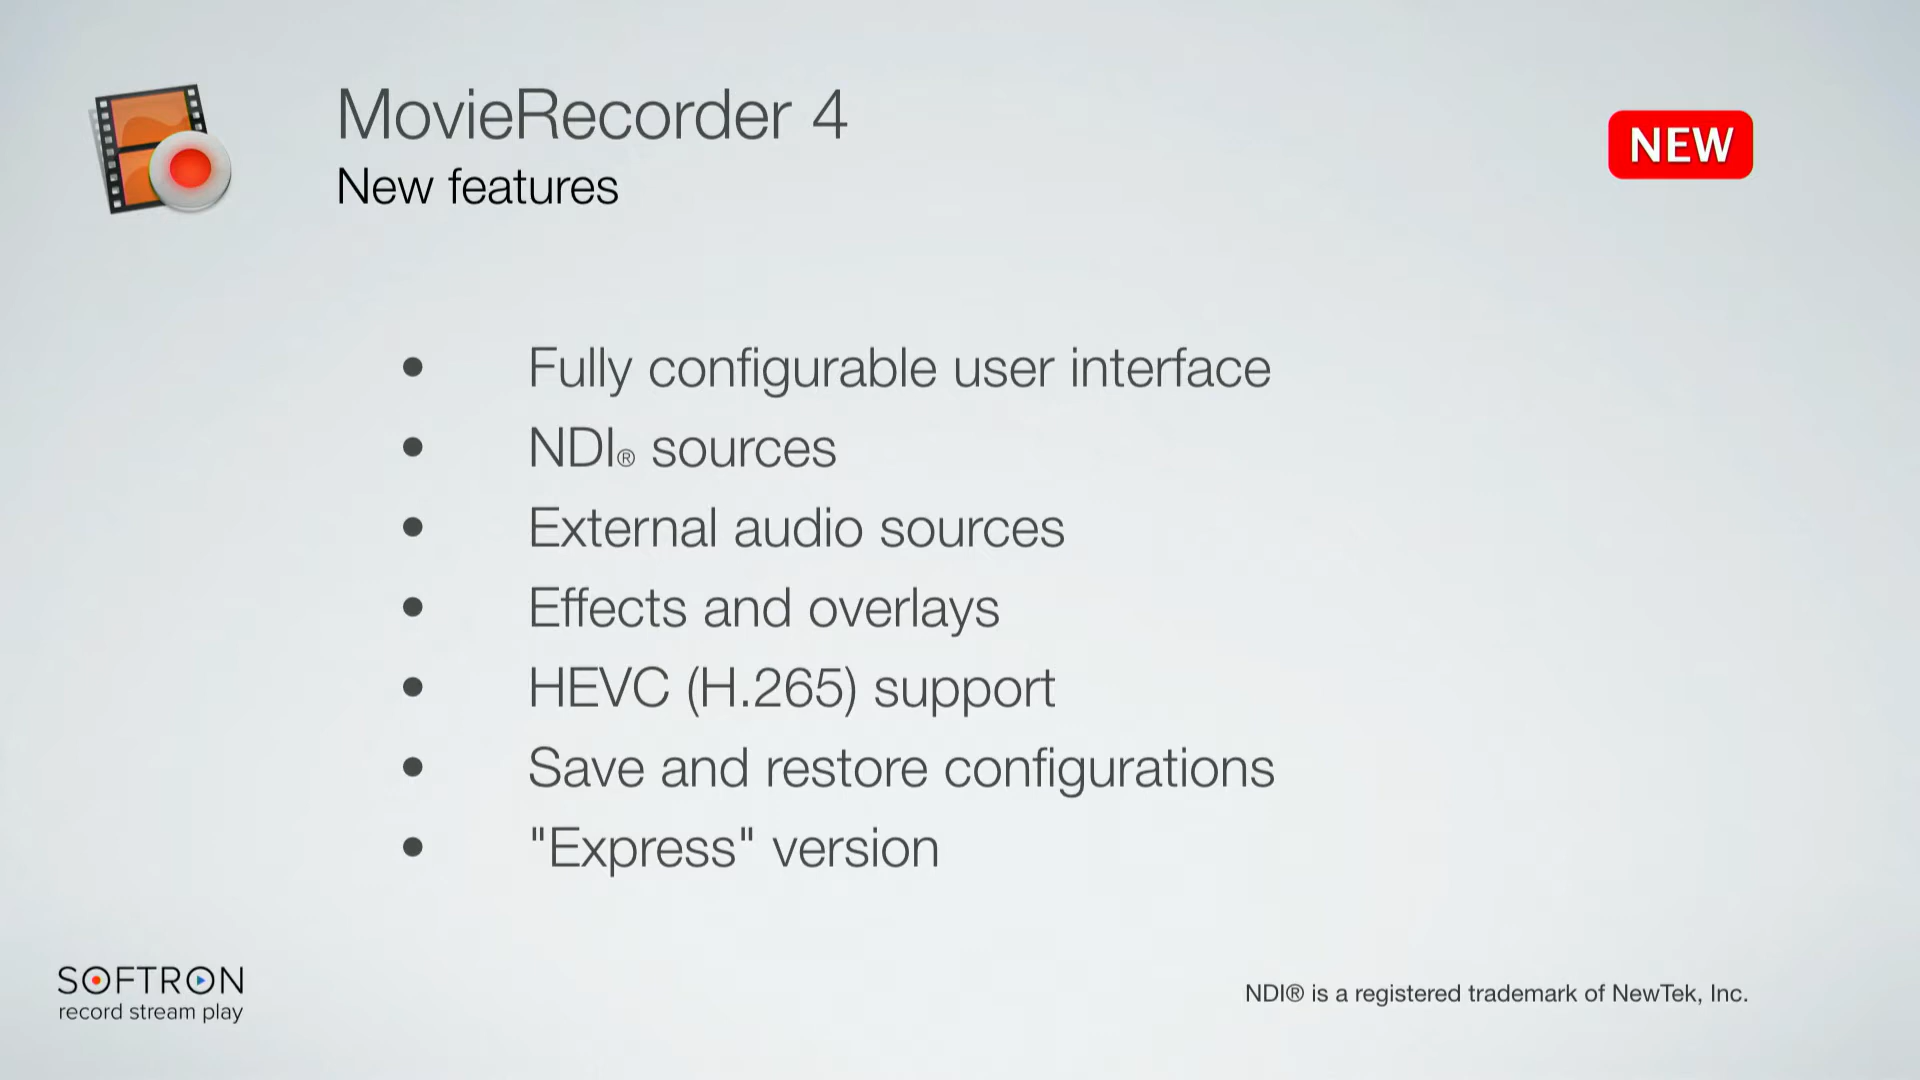 MovieRecorder 4
NEW
New features
• Fully configurable user interface
• NDI® sources
• External audio sources
• Effects and overlays
• HEVC (H.265) support
• Save and restore configurations
• "Express" version
SOFTRON
record stream play
NDI® is a registered trademark of NewTek, Inc.